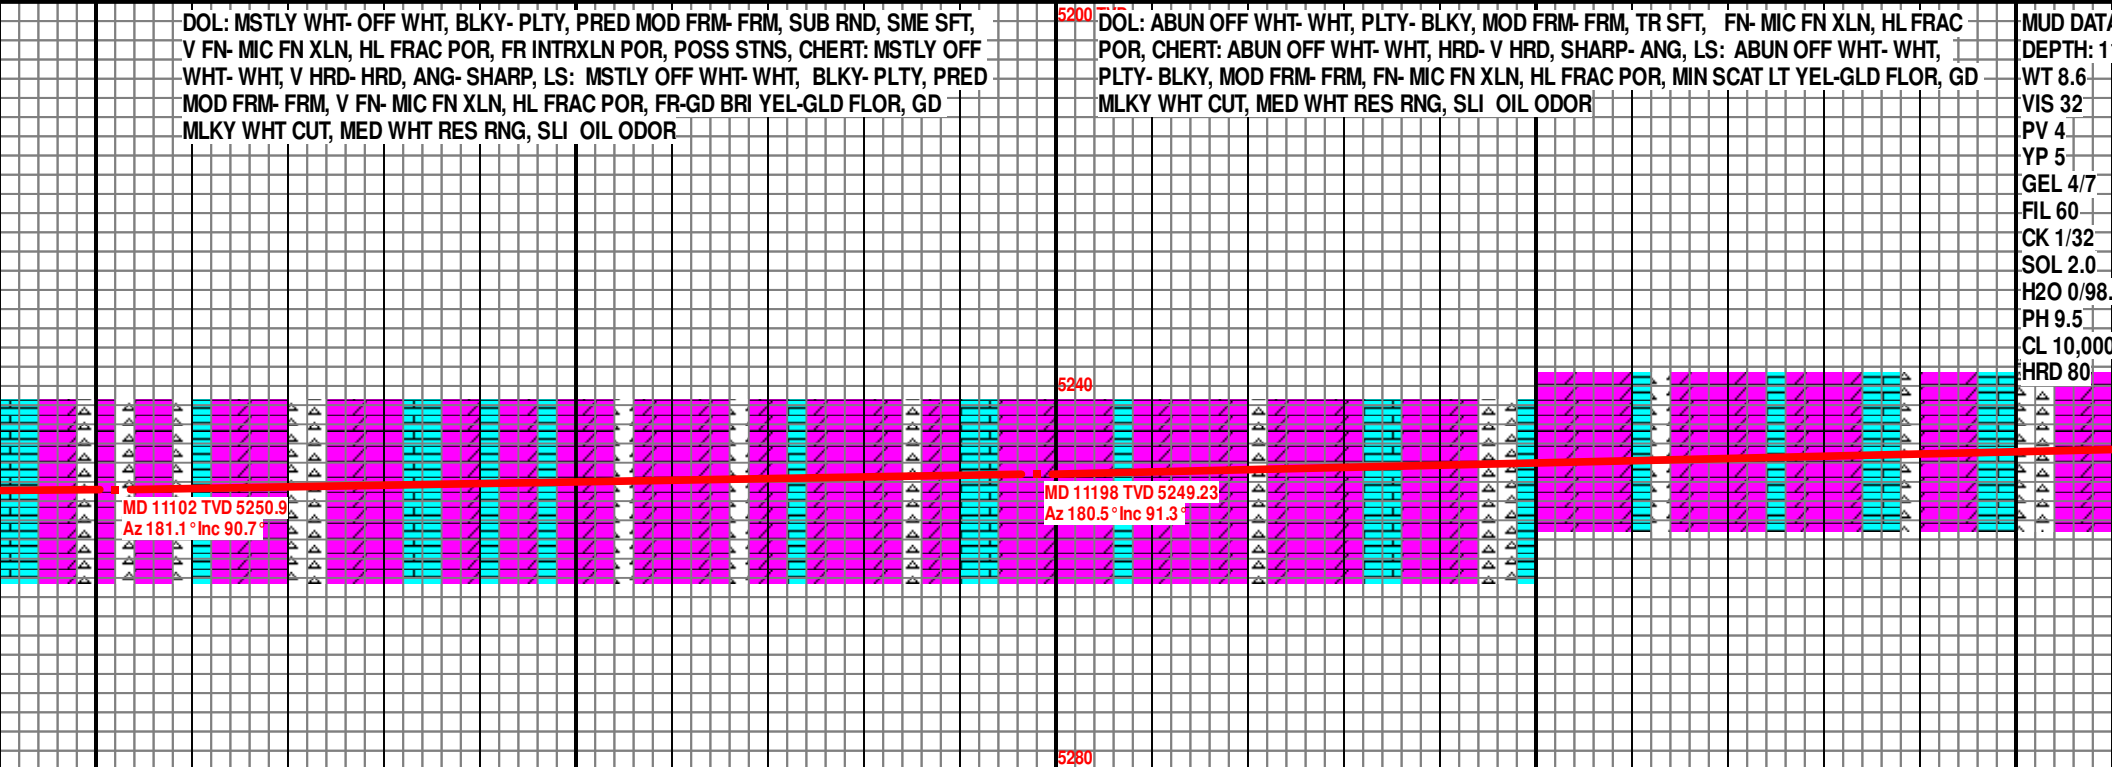 DOL: MSTLY WHT- OFF WHT, BLKY- PLTY, PRED MOD FRM- FRM, SUB RND, SME SFT,
V FN- MIC FN XLN, HL FRAC POR, FR INTRXLN POR, POSS STNS, CHERT: MSTLY OFF
WHT- WHT, V HRD- HRD, ANG- SHARP, LS: MSTLY OFF WHT- WHT, BLKY- PLTY, PRED
MOD FRM- FRM, V FN- MIC FN XLN, HL FRAC POR, FR-GD BRI YEL-GLD FLOR, GD
MLKY WHT CUT, MED WHT RES RNG, SLI OIL ODOR
5200
DOL: ABUN OFF WHT- WHT, PLTY- BLKY, MOD FRM- FRM, TR SFT, FN- MIC FN XLN, HL FRAC
POR, CHERT: ABUN OFF WHT- WHT, HRD- V HRD, SHARP- ANG, LS: ABUN OFF WHT- WHT,
PLTY- BLKY, MOD FRM- FRM, FN- MIC FN XLN, HL FRAC POR, MIN SCAT LT YEL-GLD FLOR, GD
MLKY WHT CUT, MED WHT RES RNG, SLI OIL ODOR
MUD DATA
DEPTH: 1
WT 8.6
VIS 32
PV 4
YP 5
GEL 4/7
FIL 60
CK 1/32
SOL 2.0
H2O 0/98.
PH 9.5
CL 10,000
HRD 80
5240
MD 11102 TVD 5250.9
Az 181.1° Inc 90.7°
MD 11198 TVD 5249.23
Az 180.5° Inc 91.3°
5280